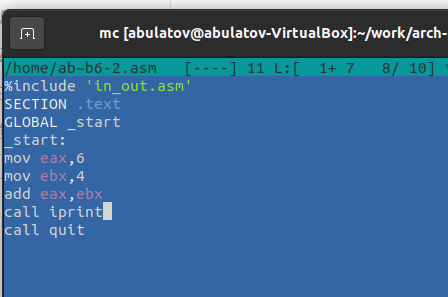 mc [abulatov@abulatov-VirtualBox]:~/work/arch-
/home/ab~b6-2.asm [----] 11 L:[ 1+ 7 8/ 10]
%include 'in_out.asm'
SECTION .text
GLOBAL _start
_start:
mov eax,6
mov ebx,4
add eax,ebx
call iprint
call quit